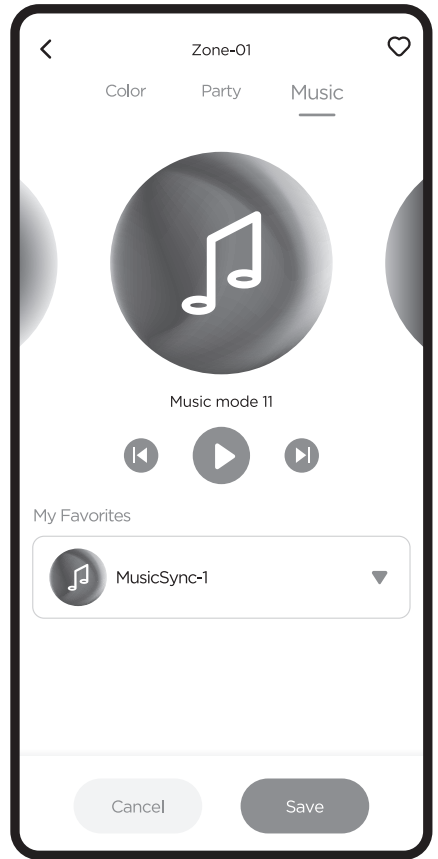 Zone-01
Color Party Music
Music mode 11
My Favorites
MusicSync-1
Cancel Save